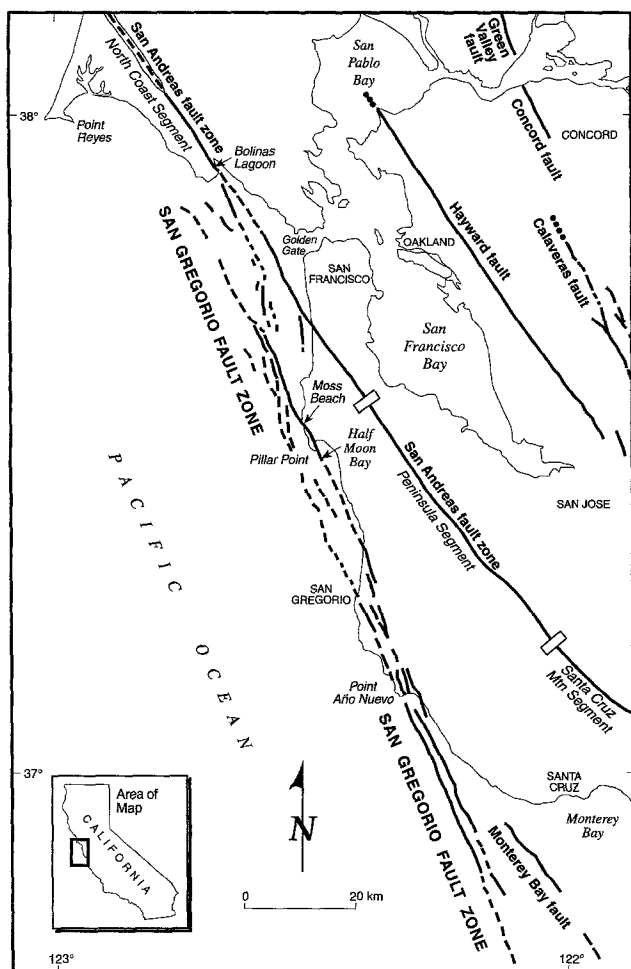 Green
Valley
fault
San
Pablo
Bay
San Andreas fault zone
North Coast Segment
38°
Point
Reyes
Bolinas
Lagoon
CONCORD
Concord fault
Hayward fault
Calaveras fault
SAN GREGORIO FAULT ZONE
Golden
Gate
OAKLAND
SAN
FRANCISCO
San
Francisco
Bay
Moss
Beach
Half
Moon
Bay
Pillar Point
San Andreas fault zone
Peninsula Segment
SAN JOSE
PACIFIC OCEAN
SAN
GREGORIO
Santa Cruz
Mtn Segment
Point
Año Nuevo
37°
SAN GREGORIO FAULT ZONE
SANTA
CRUZ
Monterey
Bay
Monterey Bay fault
Area of
Map
CALIFORNIA
N
0 20 km
123° 122°